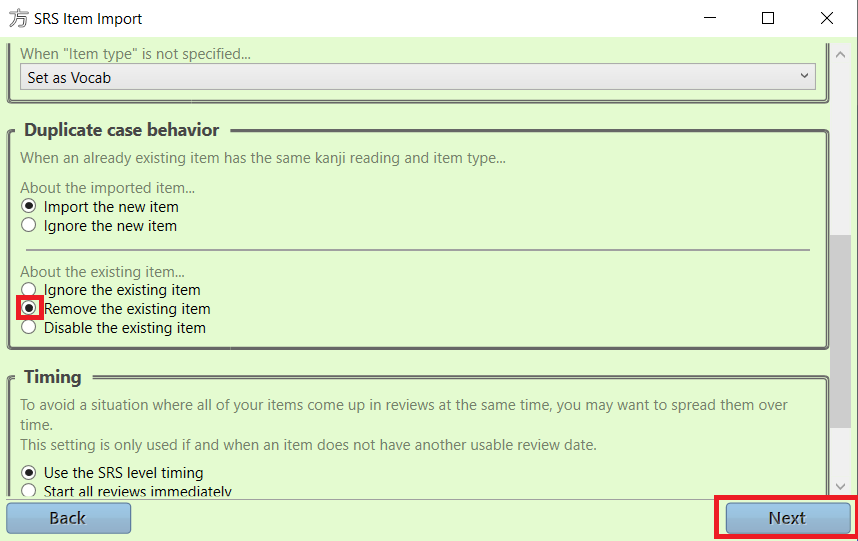 方 SRS Item Import
When "Item type" is not specified...
Set as Vocab
Duplicate case behavior
When an already existing item has the same kanji reading and item type...
About the imported item...
Import the new item
Ignore the new item
About the existing item...
Ignore the existing item
Remove the existing item
Disable the existing item
Timing
To avoid a situation where all of your items come up in reviews at the same time, you may want to spread them over
time.
This setting is only used if and when an item does not have another usable review date.
Use the SRS level timing
Start all reviews immediately
Back
Next